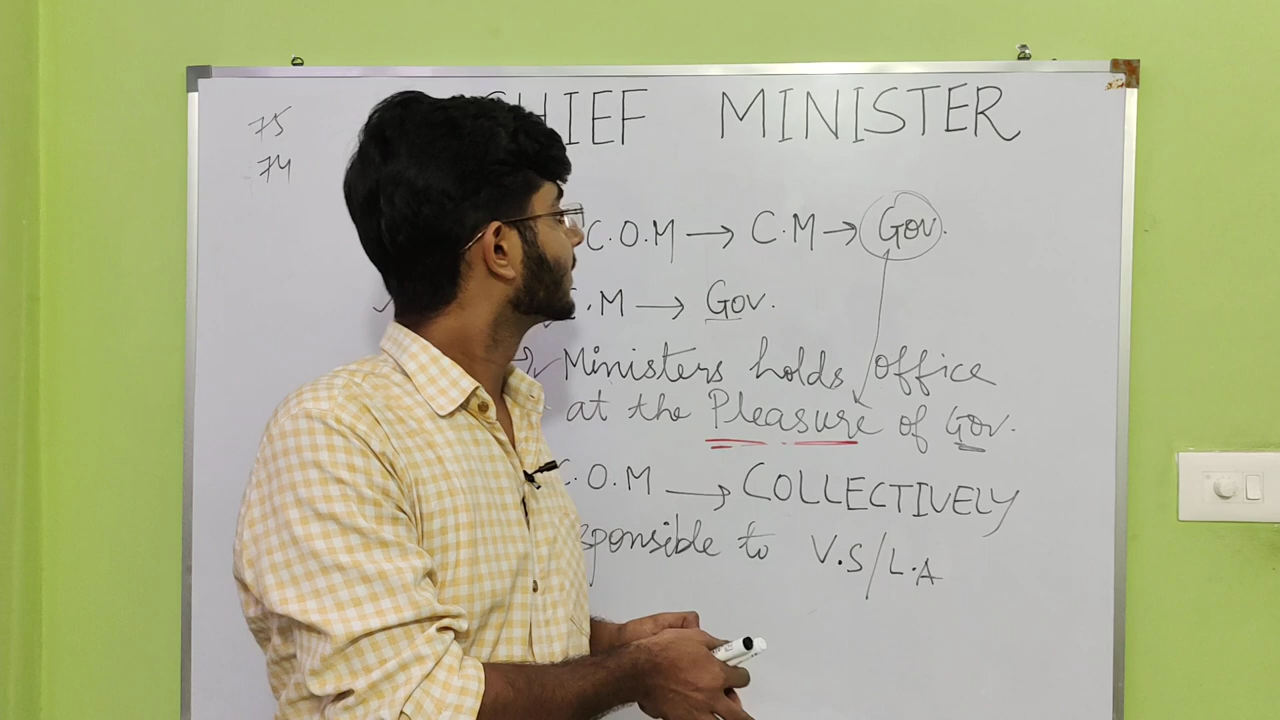 75
74
CHIEF MINISTER
C.O.M → C.M → Gov.
C.M → Gov.
Ministers holds office
at the Pleasure of Gov.
C.O.M → COLLECTIVELY
sponsible to V.S/L.A